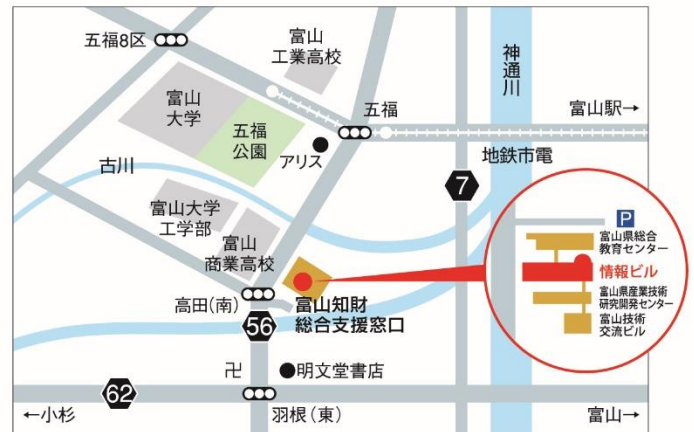 五福8区
富山
工業高校
富山
大学
五福
公園
アリス
五福
神通川
富山駅→
地鉄市電
古川
7
富山大学
工学部
富山
商業高校
高田(南)
56
富山知財
総合支援窓口
P
富山県総合
教育センター
情報ビル
富山県産業技術
研究開発センター
富山技術
交流ビル
卍
明文堂書店
62
←小杉
羽根(東)
富山→